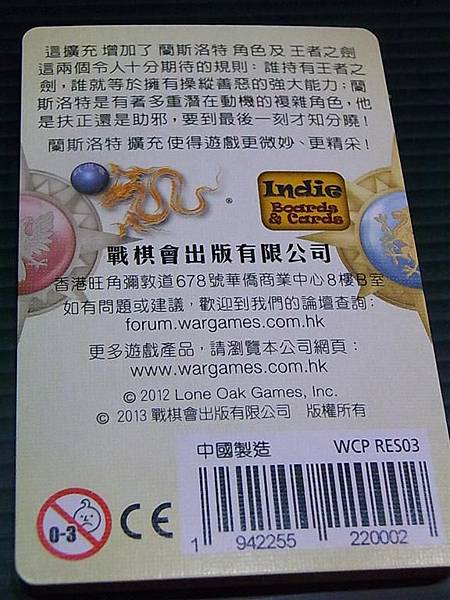 這擴充 增加了 蘭斯洛特 角色及 王者之劍
這兩個令人十分期待的規則：誰持有王者之
劍，誰就等於擁有操縱善惡的強大能力；蘭
斯洛特是有著多重潛在動機的複雜角色，他
是扶正還是助邪，要到最後一刻才知分曉！
蘭斯洛特 擴充 使得遊戲更微妙、更精采！
®
Indie
Boards
& Cards
戰棋會出版有限公司
香港旺角彌敦道678號華僑商業中心8樓B室
如有問題或建議，歡迎到我們的論壇查詢：
forum.wargames.com.hk
更多遊戲產品，請瀏覽本公司網頁：
www.wargames.com.hk
© 2012 Lone Oak Games, Inc.
© 2013 戰棋會出版有限公司 版權所有
中國製造 WCP RES03
0-3 CE
1 942255 220002